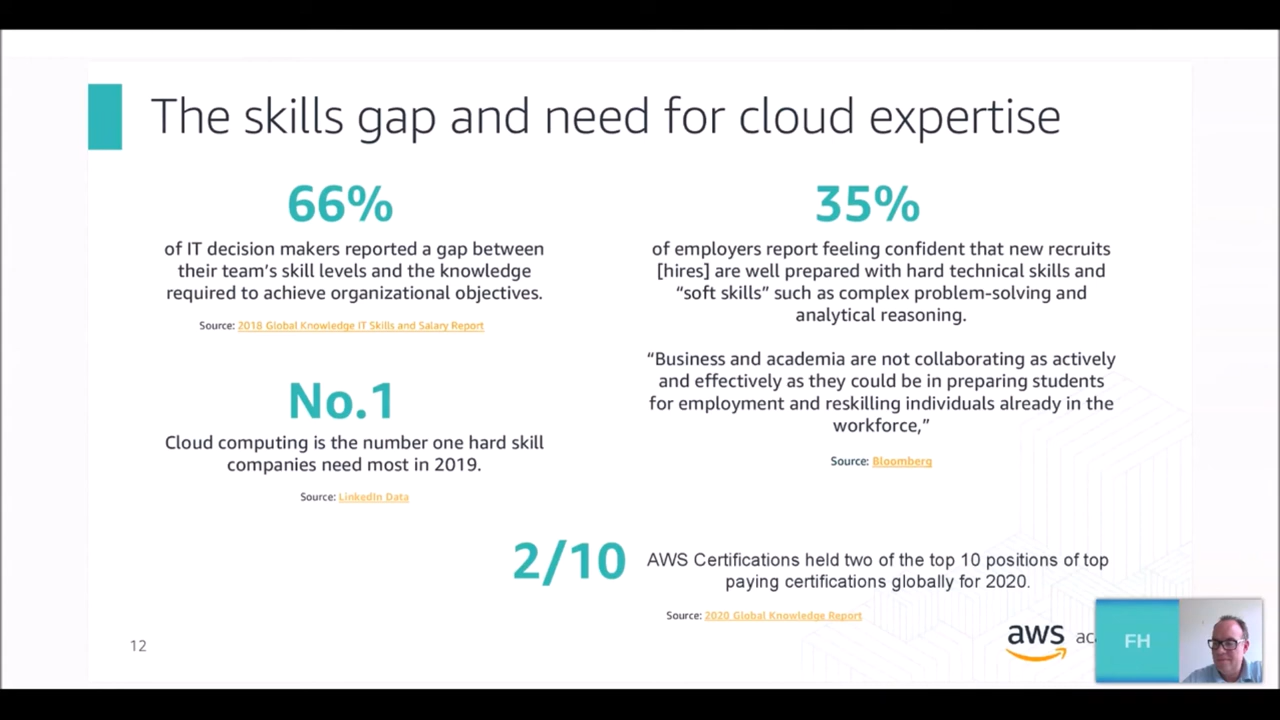 The skills gap and need for cloud expertise
66%
of IT decision makers reported a gap between
their team's skill levels and the knowledge
required to achieve organizational objectives.
Source: 2018 Global Knowledge IT Skills and Salary Report
No.1
Cloud computing is the number one hard skill
companies need most in 2019.
Source: LinkedIn Data
35%
of employers report feeling confident that new recruits
[hires] are well prepared with hard technical skills and
“soft skills” such as complex problem-solving and
analytical reasoning.
“Business and academia are not collaborating as actively
and effectively as they could be in preparing students
for employment and reskilling individuals already in the
workforce,”
Source: Bloomberg
2/10
AWS Certifications held two of the top 10 positions of top
paying certifications globally for 2020.
Source: 2020 Global Knowledge Report
12
aws
FH